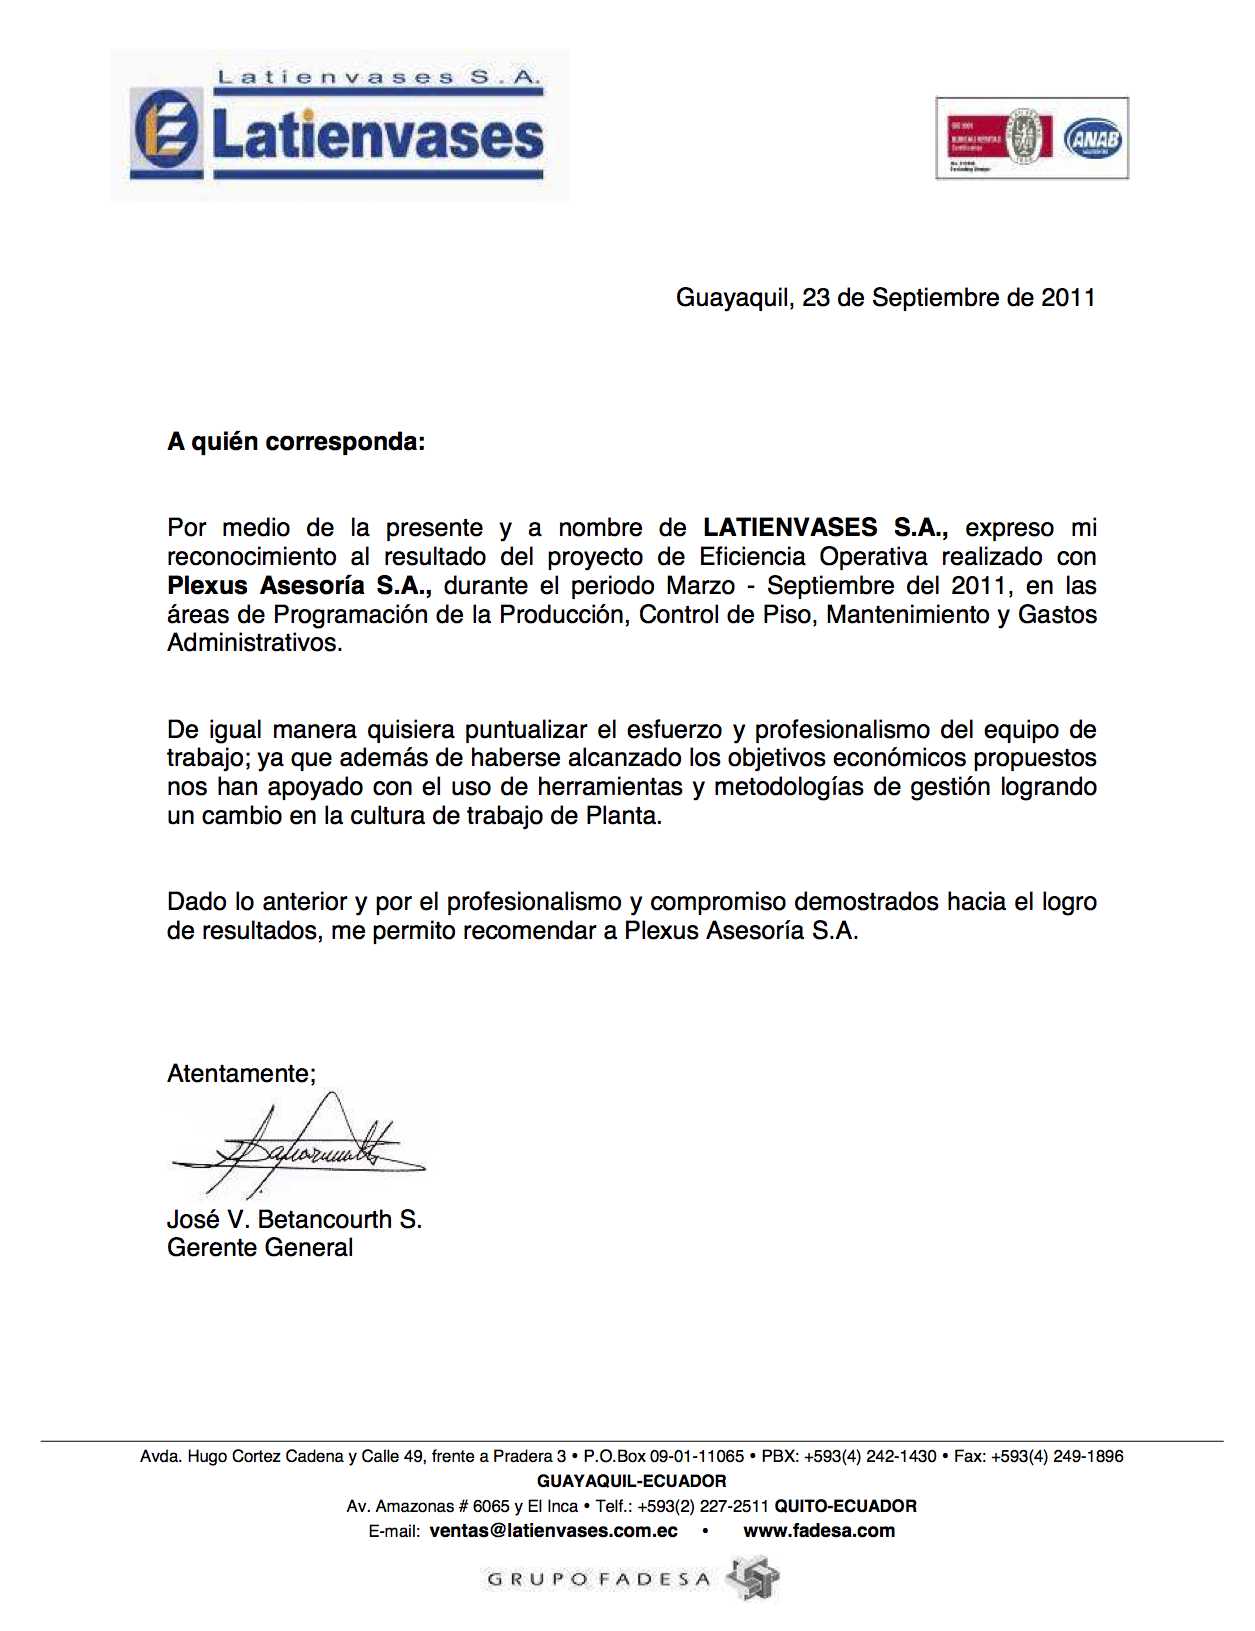 Latienvases S.A.
Latienvases
ISO 9001
BUREAU VERITAS
Certification
ANAB
Guayaquil, 23 de Septiembre de 2011
A quién corresponda:
Por medio de la presente y a nombre de LATIENVASES S.A., expreso mi
reconocimiento al resultado del proyecto de Eficiencia Operativa realizado con
Plexus Asesoría S.A., durante el periodo Marzo - Septiembre del 2011, en las
áreas de Programación de la Producción, Control de Piso, Mantenimiento y Gastos
Administrativos.
De igual manera quisiera puntualizar el esfuerzo y profesionalismo del equipo de
trabajo; ya que además de haberse alcanzado los objetivos económicos propuestos
nos han apoyado con el uso de herramientas y metodologías de gestión logrando
un cambio en la cultura de trabajo de Planta.
Dado lo anterior y por el profesionalismo y compromiso demostrados hacia el logro
de resultados, me permito recomendar a Plexus Asesoría S.A.
Atentamente;
José V. Betancourth S.
Gerente General
Avda. Hugo Cortez Cadena y Calle 49, frente a Pradera 3 • P.O.Box 09-01-11065 • PBX: +593(4) 242-1430 • Fax: +593(4) 249-1896
GUAYAQUIL-ECUADOR
Av. Amazonas # 6065 y El Inca • Telf.: +593(2) 227-2511 QUITO-ECUADOR
E-mail: ventas@latienvases.com.ec • www.fadesa.com
GRUPO FADESA